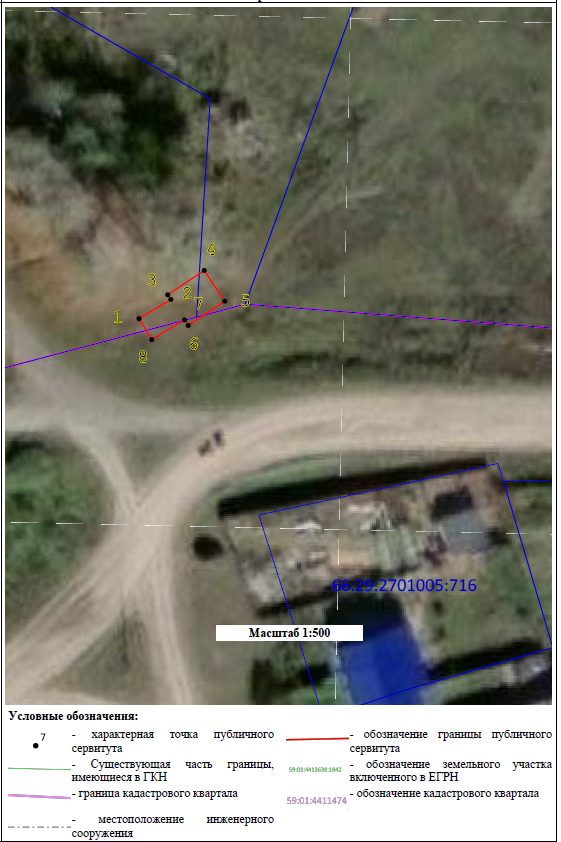 4
3
2
7
5
1
6
8
66:29:2701005:716
Масштаб 1:500
Условные обозначения:
7
- характерная точка публичного
сервитута
- обозначение границы публичного
сервитута
- Существующая часть границы,
имеющиеся в ГКН
59:01:4413638:1842
- обозначение земельного участка
включенного в ЕГРН
- граница кадастрового квартала
59:01:4411474
- обозначение кадастрового квартала
- местоположение инженерного
сооружения